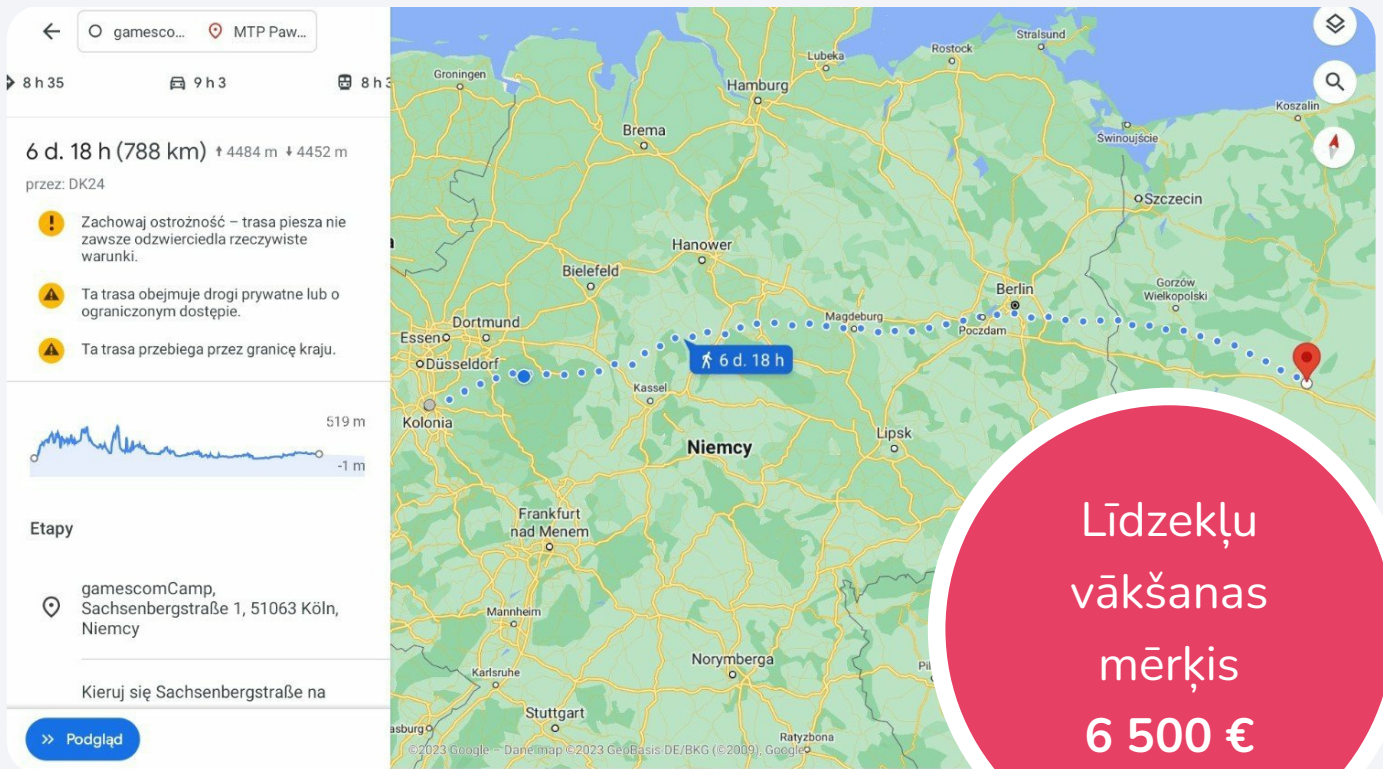 gamesco...
MTP Paw...
8 h 35
9 h 3
8 h 3
6 d. 18 h (788 km) ↑ 4484 m ↓ 4452 m
przez: DK24
Zachowaj ostrożność – trasa piesza nie
zawsze odzwierciedla rzeczywiste
warunki.
Ta trasa obejmuje drogi prywatne lub o
ograniczonym dostępie.
Ta trasa przebiega przez granicę kraju.
519 m
-1 m
Etapy
gamescomCamp,
Sachsenbergstraße 1, 51063 Köln,
Niemcy
Kieruj się Sachsenbergstraße na
Podgląd
Stralsund
Rostock
Lubeka
Groningen
Hamburg
Koszalin
Brema
Świnoujście
Szczecin
Hanower
Bielefeld
Berlin
Gorzów
Wielkopolski
Magdeburg
Poczdam
Dortmund
Essen
Düsseldorf
6 d. 18 h
Kassel
Kolonia
Lipsk
Niemcy
Frankfurt
nad Menem
Mannheim
Norymberga
Karlsruhe
Stuttgart
asburg
Ratyzbona
©2023 Google – Dane map ©2023 GeoBasis-DE/BKG (©2009), Google
Līdzekļu
vākšanas
mērķis
6 500 €